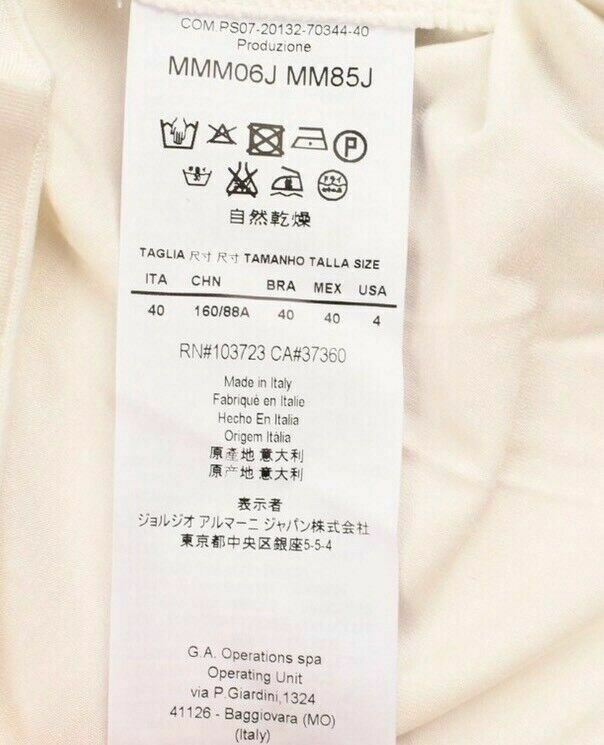 COM.PS07-20132-70344-40
Produzione
MMM06J MM85J
P
ドライ
自然乾燥
TAGLIA 尺寸 尺寸 TAMANHO TALLA SIZE
ITA CHN BRA MEX USA
40 160/88A 40 40 4
RN#103723 CA#37360
Made in Italy
Fabriqué en Italie
Hecho En Italia
Origem Itália
原產地 意大利
原产地 意大利
表示者
ジョルジオ アルマーニ ジャパン株式会社
東京都中央区銀座5-5-4
G.A. Operations spa
Operating Unit
via P.Giardini,1324
41126 - Baggiovara (MO)
(Italy)